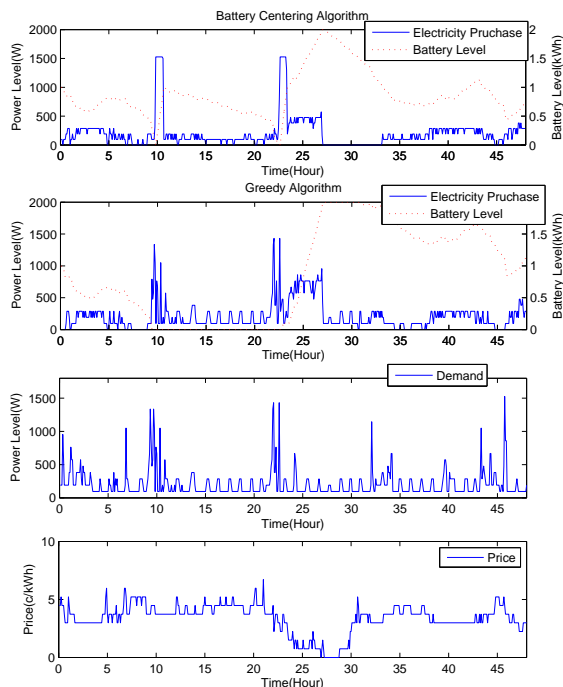 Battery Centering Algorithm
Electricity Pruchase
Battery Level
Power Level(W)
2000
1500
1000
500
0
Battery Level(kWh)
2
1.5
1
0.5
0
0 5 10 15 20 25 30 35 40 45
Time(Hour)
Greedy Algorithm
Electricity Pruchase
Battery Level
Power Level(W)
2000
1500
1000
500
0
Battery Level(kWh)
2
1.5
1
0.5
0
0 5 10 15 20 25 30 35 40 45
Time(Hour)
Demand
Power Level(W)
1500
1000
500
0
0 5 10 15 20 25 30 35 40 45
Time(Hour)
Price
Price(c/kWh)
10
5
0
0 5 10 15 20 25 30 35 40 45
Time(Hour)